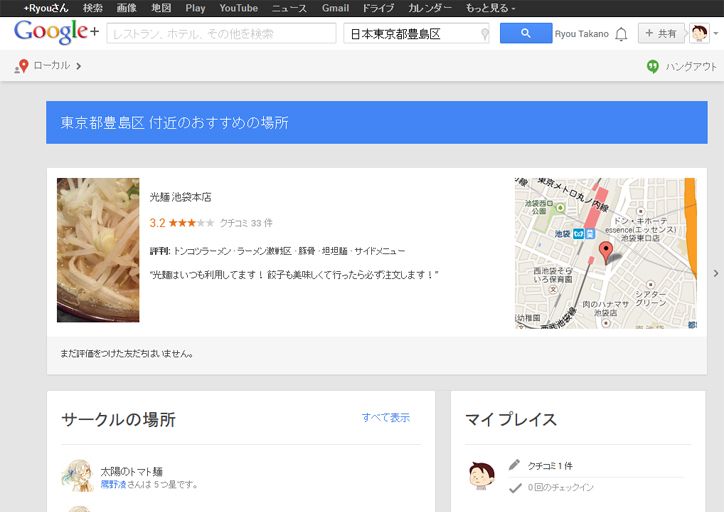 +Ryouさん 検索 画像 地図 Play YouTube ニュース Gmail ドライブ カレンダー もっと見る
Google+ レストラン、ホテル、その他を検索 日本東京都豊島区 Ryou Takano + 共有
ローカル ハングアウト
東京都豊島区 付近のおすすめの場所
光麺 池袋本店
3.2 クチコミ 33 件
評判: トンコツラーメン · ラーメン激戦区 · 豚骨 · 坦坦麺 · サイドメニュー
“光麺はいつも利用してます！ 餃子も美味しくて行ったら必ず注文します！”
東京メトロ丸ノ内線
池袋西口
公園
ドン・キホーテ
essence(エッセンス)
池袋東口店
池袋
西池袋そら
いろ保育園
肉のハナマサ
池袋店
シアター
グリーン
幼稚園
まだ評価をつけた友だちはいません。
サークルの場所 すべて表示
太陽のトマト麺
鷹野凌さんは 5 つ星です。
マイプレイス
クチコミ 1 件
0 回のチェックイン